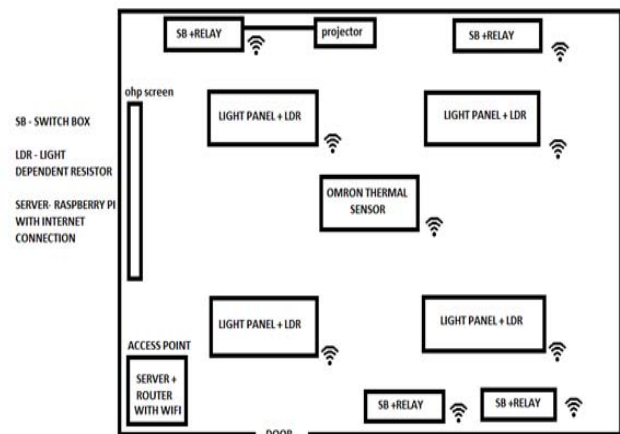 SB +RELAY
projector
SB +RELAY
ohp screen
SB - SWITCH BOX
LDR - LIGHT
DEPENDENT RESISTOR
SERVER- RASPBERRY PI
WITH INTERNET
CONNECTION
LIGHT PANEL + LDR
LIGHT PANEL + LDR
OMRON THERMAL
SENSOR
LIGHT PANEL + LDR
LIGHT PANEL + LDR
ACCESS POINT
SERVER +
ROUTER
WITH WIFI
SB +RELAY
SB +RELAY
DOOR